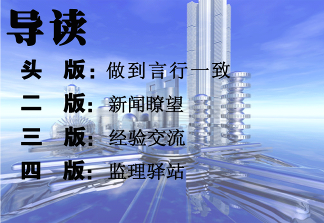 导读
头 版：做到言行一致
二 版：新闻瞭望
三 版：经验交流
四 版：监理驿站